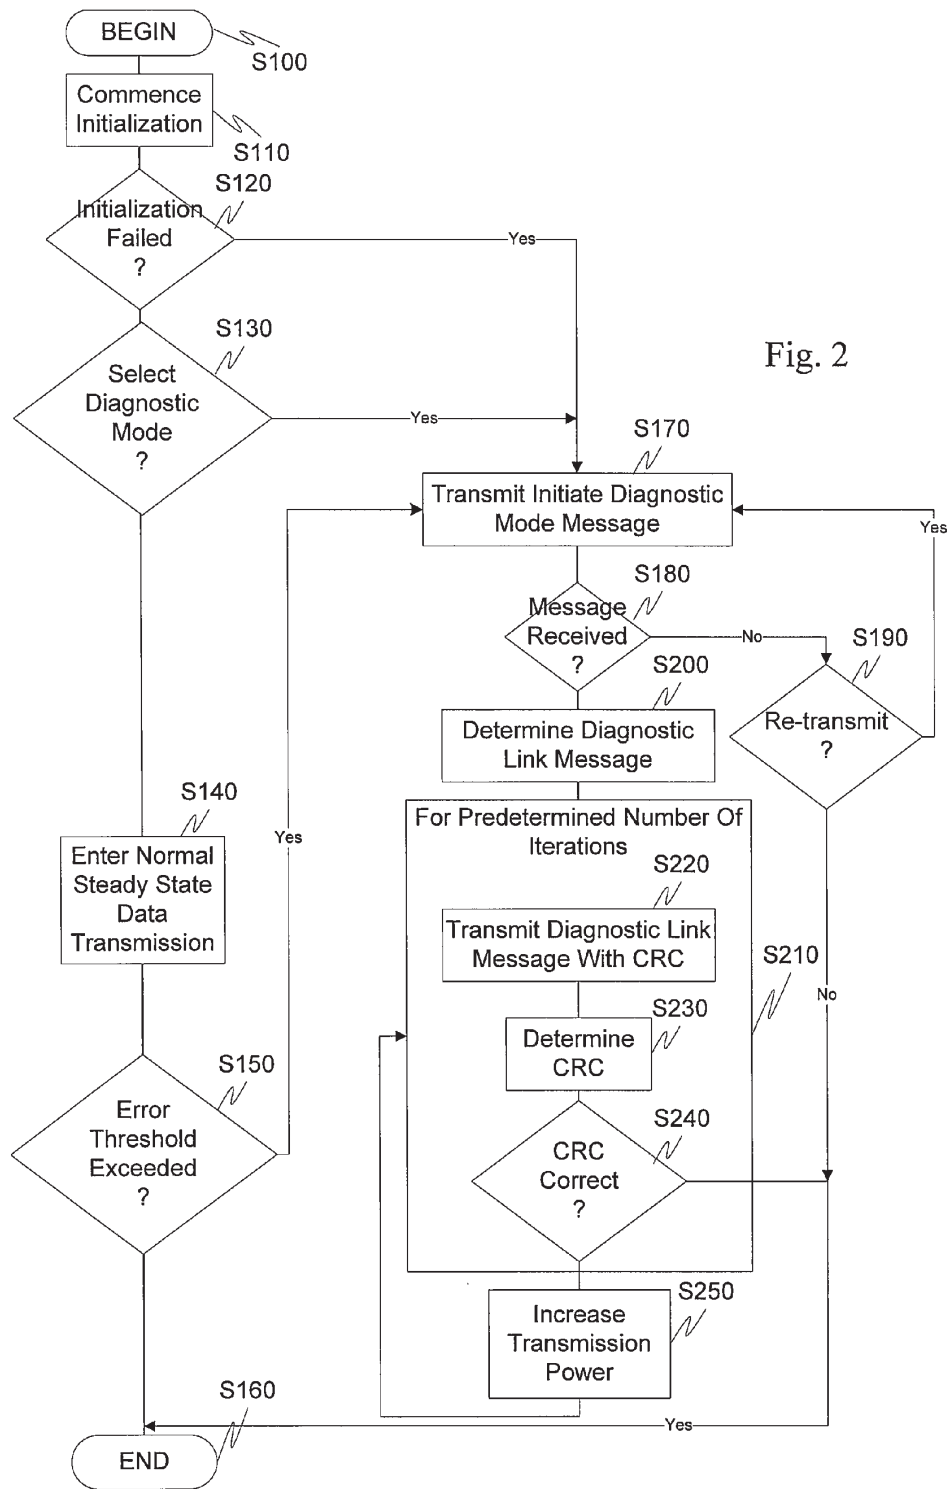 BEGIN
S100
Commence
Initialization
S110
S120
Initialization
Failed
?
Yes
S130
Select
Diagnostic
Mode
?
Yes
Fig. 2
S170
Transmit Initiate Diagnostic
Mode Message
Yes
S180
Message
Received
?
No
S190
Re-transmit
?
S200
Determine Diagnostic
Link Message
S140
Enter Normal
Steady State
Data
Transmission
Yes
For Predetermined Number Of
Iterations
S220
Transmit Diagnostic Link
Message With CRC
S210
No
S230
Determine
CRC
S150
Error
Threshold
Exceeded
?
S240
CRC
Correct
?
S250
Increase
Transmission
Power
S160
Yes
END